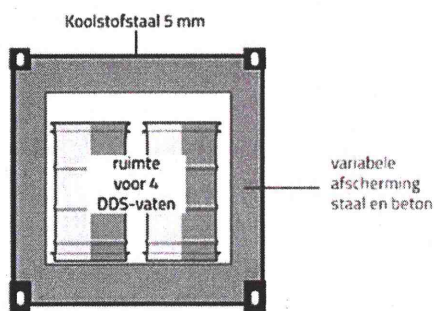 Koolstofstaal 5 mm
ruimte
voor 4
DDS-vaten
variabele
afscherming
staal en beton